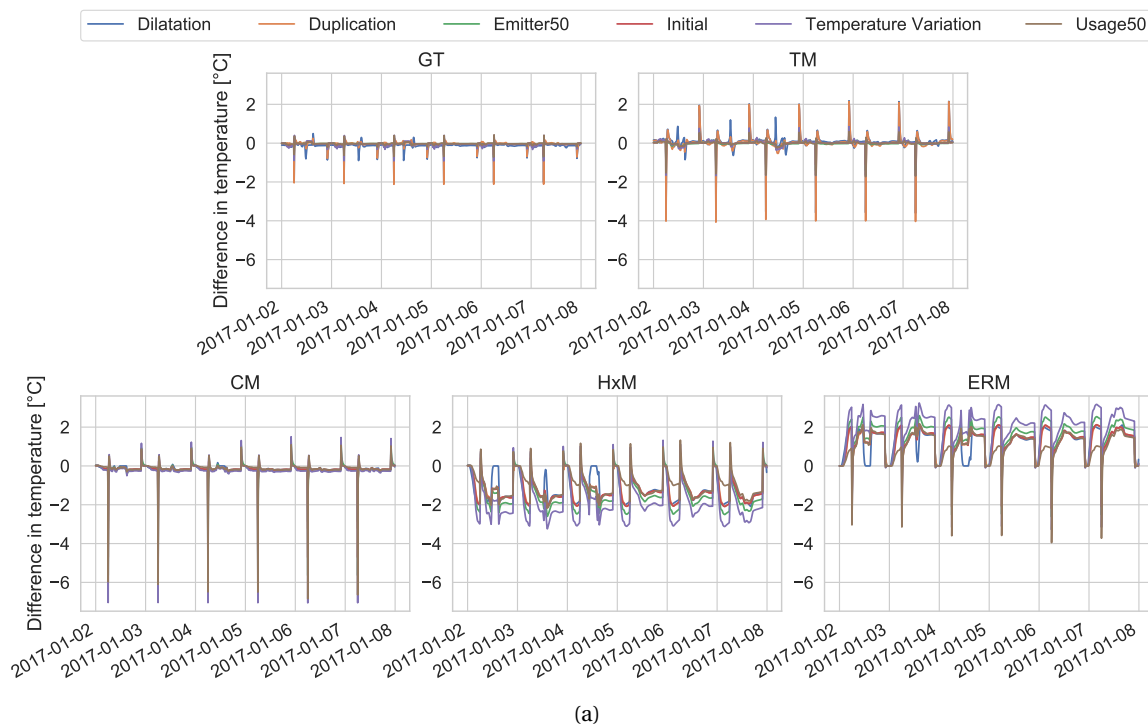 Dilatation Duplication Emitter50 Initial Temperature Variation Usage50
GT TM
Difference in temperature [°C]
2 2
0 0
−2 −2
−4 −4
−6 −6
2017-01-02 2017-01-03 2017-01-04 2017-01-05 2017-01-06 2017-01-07 2017-01-08 2017-01-02 2017-01-03 2017-01-04 2017-01-05 2017-01-06 2017-01-07 2017-01-08
CM HxM ERM
Difference in temperature [°C]
2 2 2
0 0 0
−2 −2 −2
−4 −4 −4
−6 −6 −6
2017-01-02 2017-01-03 2017-01-04 2017-01-05 2017-01-06 2017-01-07 2017-01-08 2017-01-02 2017-01-03 2017-01-04 2017-01-05 2017-01-06 2017-01-07 2017-01-08 2017-01-02 2017-01-03 2017-01-04 2017-01-05 2017-01-06 2017-01-07 2017-01-08
(a)